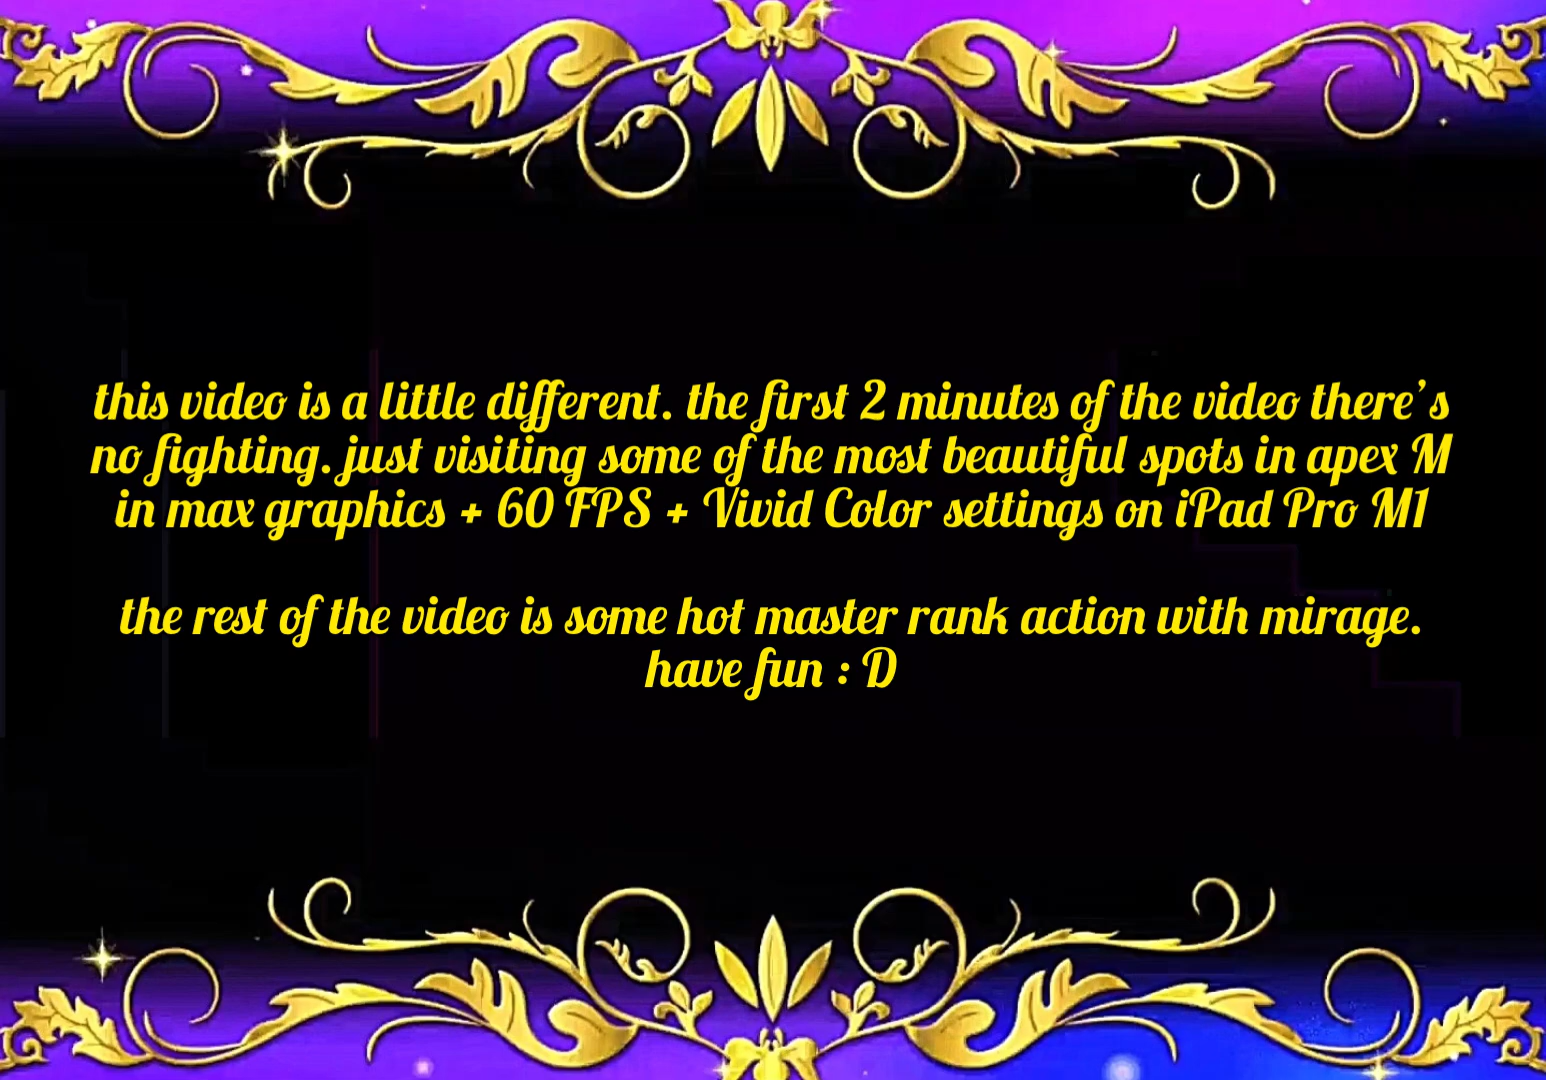 this video is a little different. the first 2 minutes of the video there’s
no fighting. just visiting some of the most beautiful spots in apex M
in max graphics + 60 FPS + Vivid Color settings on iPad Pro M1
the rest of the video is some hot master rank action with mirage.
have fun : D